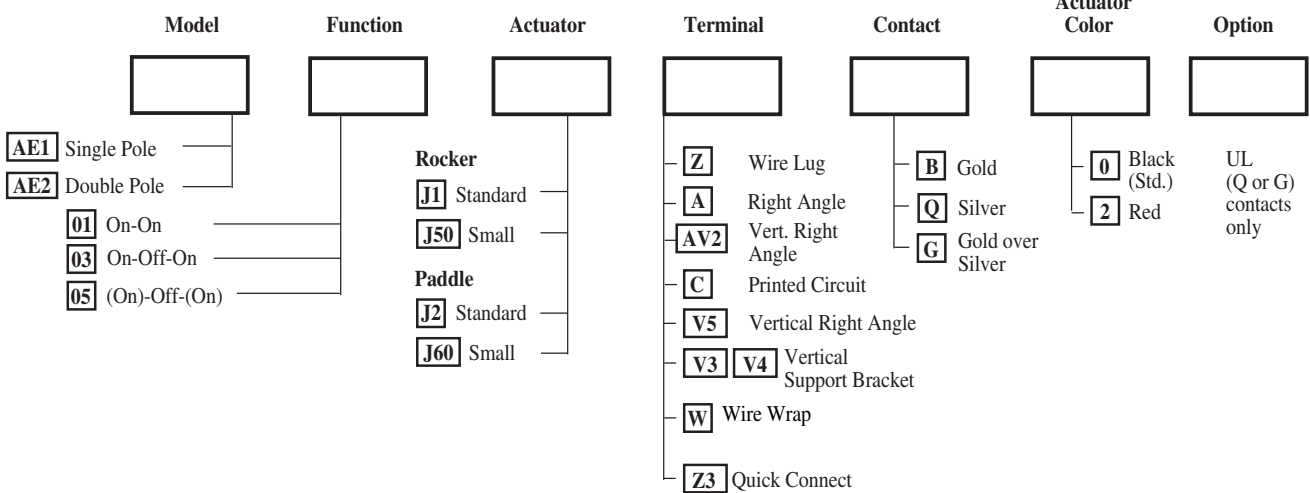 Model
Function
Actuator
Terminal
Contact
Actuator
Color
Option
AE1 Single Pole
AE2 Double Pole
01 On-On
03 On-Off-On
05 (On)-Off-(On)
Rocker
J1 Standard
J50 Small
Paddle
J2 Standard
J60 Small
Z Wire Lug
A Right Angle
AV2 Vert. Right
Angle
C Printed Circuit
V5 Vertical Right Angle
V3 V4 Vertical
Support Bracket
W Wire Wrap
Z3 Quick Connect
B Gold
Q Silver
G Gold over
Silver
0 Black
(Std.)
2 Red
UL
(Q or G)
contacts
only